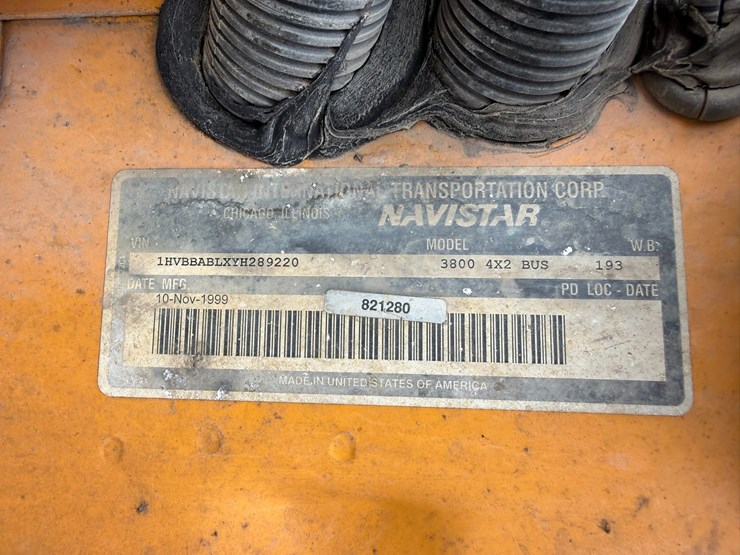 NAVISTAR INTERNATIONAL TRANSPORTATION CORP.
CHICAGO, ILLINOIS NAVISTAR
VIN MODEL W.B.
1HVBBABLXYH289220 3800 4X2 BUS 193
DATE MFG. PD LOC - DATE
10-Nov-1999
821280
MADE IN UNITED STATES OF AMERICA